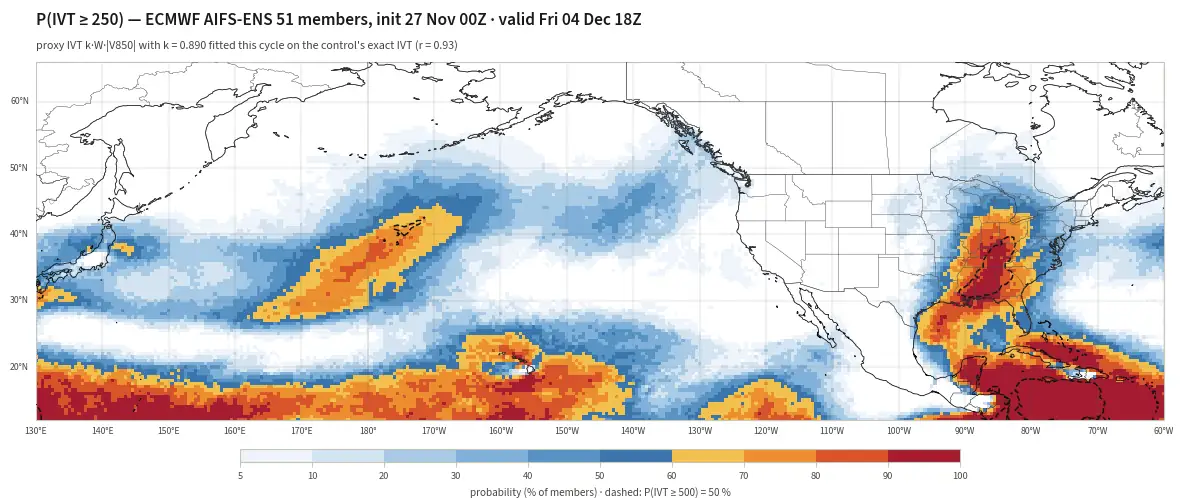 P(IVT ≥ 250) — ECMWF AIFS-ENS 51 members, init 27 Nov 00Z · valid Fri 04 Dec 18Z
proxy IVT k·W·|V850| with k = 0.890 fitted this cycle on the control's exact IVT (r = 0.93)
60°N
50°N
40°N
30°N
20°N
130°E 140°E 150°E 160°E 170°E 180° 170°W 160°W 150°W 140°W 130°W 120°W 110°W 100°W 90°W 80°W 70°W 60°W
5 10 20 30 40 50 60 70 80 90 100
probability (% of members) · dashed: P(IVT ≥ 500) = 50 %